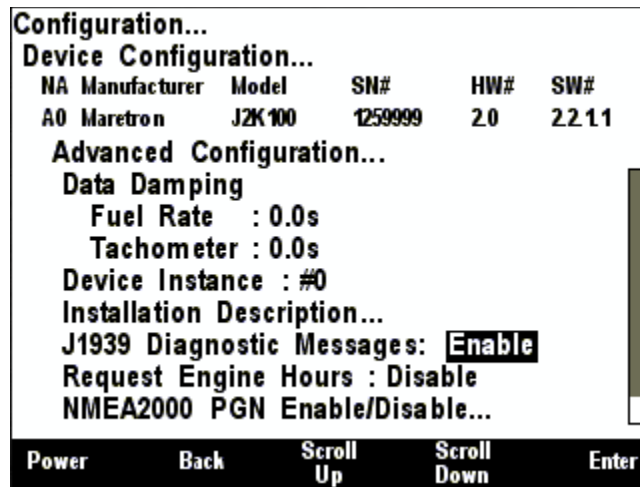 Configuration...
Device Configuration...
NA Manufacturer Model SN# HW# SW#
A0 Maretron J2K100 1259999 2.0 2.2.1.1
Advanced Configuration...
Data Damping
Fuel Rate : 0.0s
Tachometer : 0.0s
Device Instance : #0
Installation Description...
J1939 Diagnostic Messages: Enable
Request Engine Hours : Disable
NMEA2000 PGN Enable/Disable...
Power Back Scroll Up Scroll Down Enter